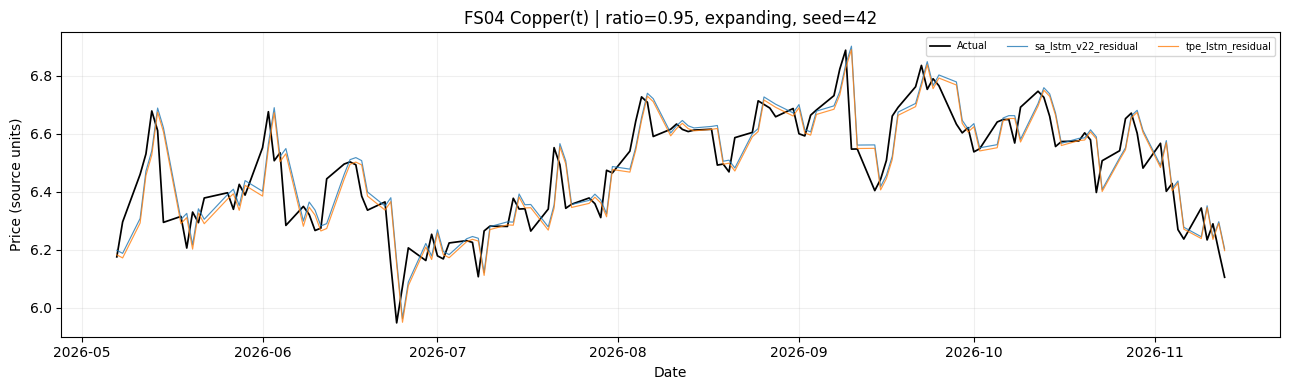 FS04 Copper(t) | ratio=0.95, expanding, seed=42
Actual
sa_lstm_v22_residual
tpe_lstm_residual
Price (source units)
6.8
6.6
6.4
6.2
6.0
2026-05
2026-06
2026-07
2026-08
2026-09
2026-10
2026-11
Date